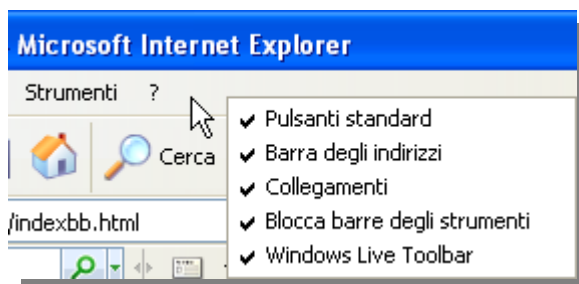 Microsoft Internet Explorer
Strumenti ?
Cerca
/indexbb.html
Pulsanti standard
Barra degli indirizzi
Collegamenti
Blocca barre degli strumenti
Windows Live Toolbar